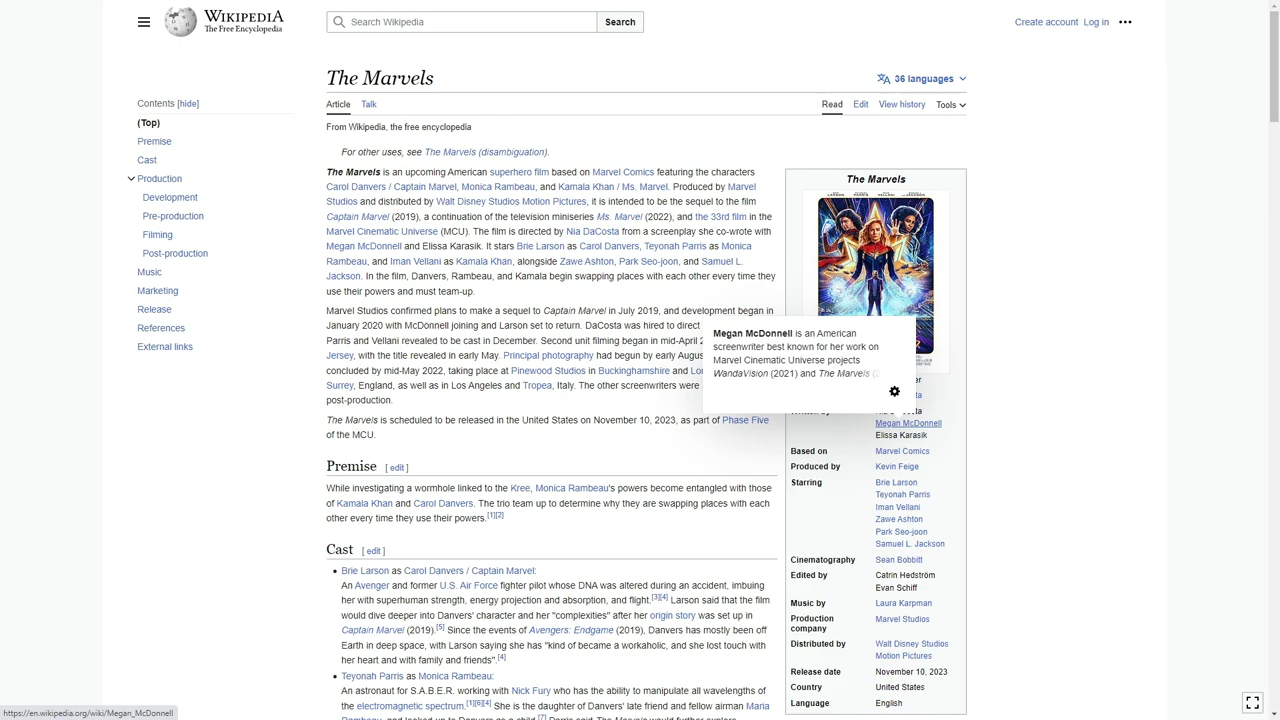 WIKIPEDIA
The Free Encyclopedia
Search Wikipedia
Search
Create account Log in
The Marvels
36 languages
Article Talk
Read Edit View history Tools
From Wikipedia, the free encyclopedia
Contents [hide]
(Top)
Premise
Cast
Production
Development
Pre-production
Filming
Post-production
Music
Marketing
Release
References
External links
For other uses, see The Marvels (disambiguation).
The Marvels is an upcoming American superhero film based on Marvel Comics featuring the characters
Carol Danvers / Captain Marvel, Monica Rambeau, and Kamala Khan / Ms. Marvel. Produced by Marvel
Studios and distributed by Walt Disney Studios Motion Pictures, it is intended to be the sequel to the film
Captain Marvel (2019), a continuation of the television miniseries Ms. Marvel (2022), and the 33rd film in the
Marvel Cinematic Universe (MCU). The film is directed by Nia DaCosta from a screenplay she co-wrote with
Megan McDonnell and Elissa Karasik. It stars Brie Larson as Carol Danvers, Teyonah Parris as Monica
Rambeau, and Iman Vellani as Kamala Khan, alongside Zawe Ashton, Park Seo-joon, and Samuel L.
Jackson. In the film, Danvers, Rambeau, and Kamala begin swapping places with each other every time they
use their powers and must team-up.
Marvel Studios confirmed plans to make a sequel to Captain Marvel in July 2019, and development began in
January 2020 with McDonnell joining and Larson set to return. DaCosta was hired to direct
Parris and Vellani revealed to be cast in December. Second unit filming began in mid-April 2
Jersey, with the title revealed in early May. Principal photography had begun by early Augus
concluded by mid-May 2022, taking place at Pinewood Studios in Buckinghamshire and Lo
Surrey, England, as well as in Los Angeles and Tropea, Italy. The other screenwriters were
post-production.
The Marvels is scheduled to be released in the United States on November 10, 2023, as part of Phase Five
of the MCU.
Premise [ edit ]
While investigating a wormhole linked to the Kree, Monica Rambeau's powers become entangled with those
of Kamala Khan and Carol Danvers. The trio team up to determine why they are swapping places with each
other every time they use their powers.[1][2]
Cast [ edit ]
Brie Larson as Carol Danvers / Captain Marvel:
An Avenger and former U.S. Air Force fighter pilot whose DNA was altered during an accident, imbuing
her with superhuman strength, energy projection and absorption, and flight.[3][4] Larson said that the film
would dive deeper into Danvers' character and her "complexities" after her origin story was set up in
Captain Marvel (2019).[5] Since the events of Avengers: Endgame (2019), Danvers has mostly been off
Earth in deep space, with Larson saying she has "kind of became a workaholic, and she lost touch with
her heart and with family and friends".[4]
Teyonah Parris as Monica Rambeau:
An astronaut for S.A.B.E.R. working with Nick Fury who has the ability to manipulate all wavelengths of
the electromagnetic spectrum.[1][6][4] She is the daughter of Danvers' late friend and fellow airman Maria
The Marvels
Megan McDonnell is an American
screenwriter best known for her work on
Marvel Cinematic Universe projects
WandaVision (2021) and The Marvels (2
Megan McDonnell
Elissa Karasik
Based on Marvel Comics
Produced by Kevin Feige
Starring Brie Larson
Teyonah Parris
Iman Vellani
Zawe Ashton
Park Seo-joon
Samuel L. Jackson
Cinematography Sean Bobbitt
Edited by Catrin Hedström
Evan Schiff
Music by Laura Karpman
Production company Marvel Studios
Distributed by Walt Disney Studios
Motion Pictures
Release date November 10, 2023
Country United States
Language English
https://en.wikipedia.org/wiki/Megan_McDonnell